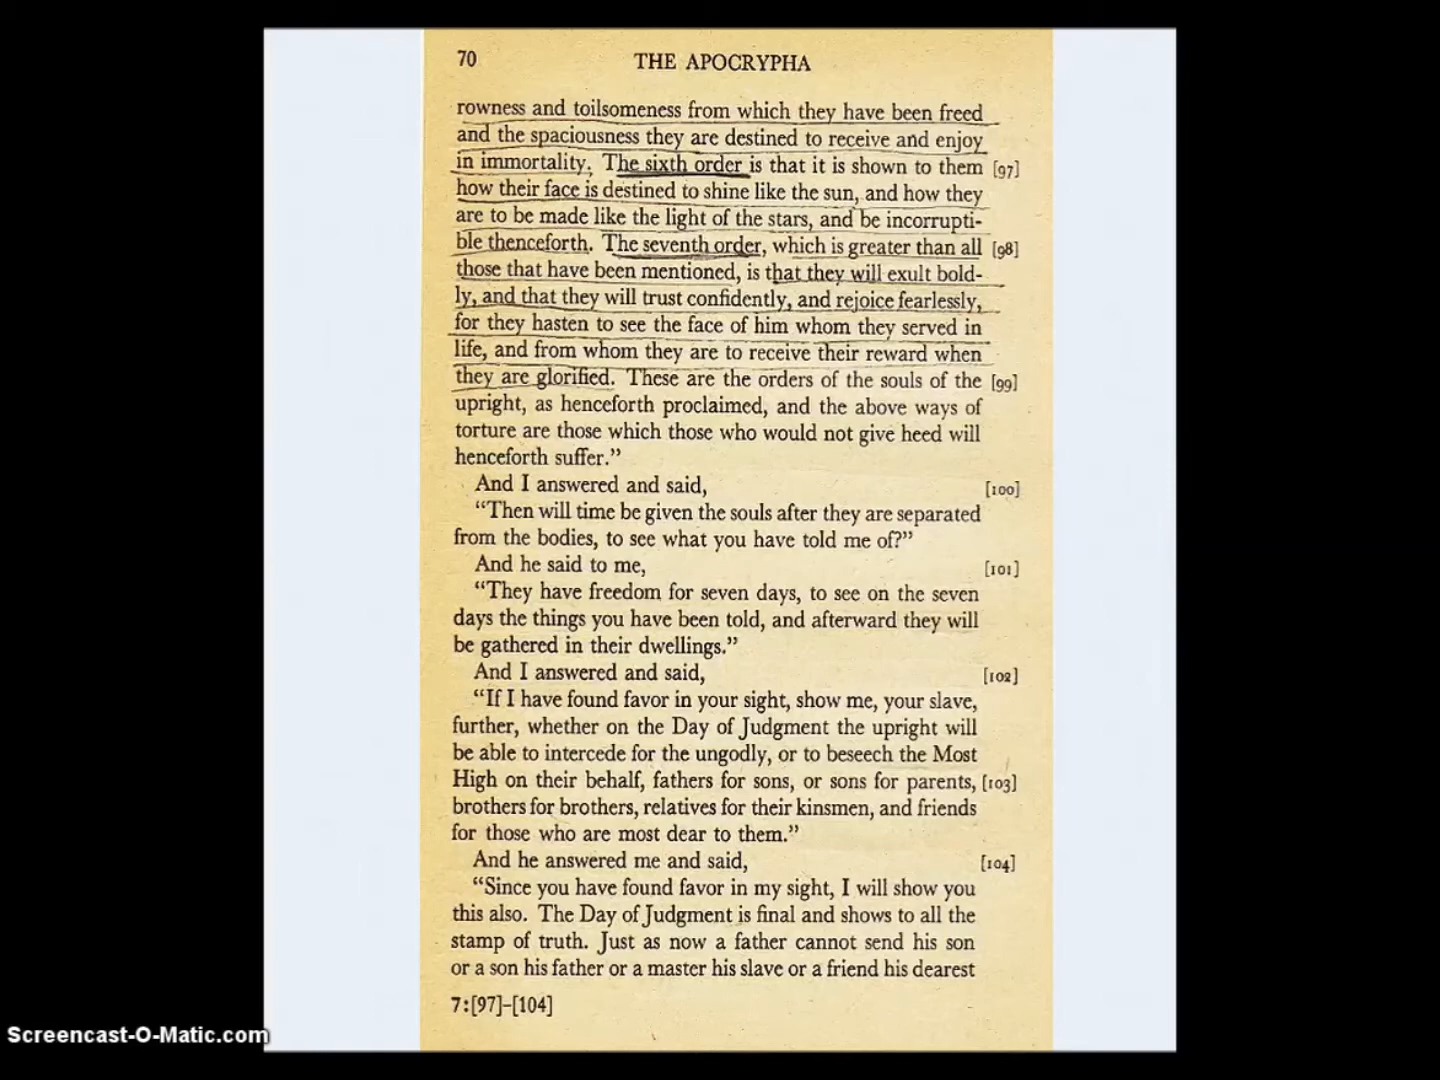 70 THE APOCRYPHA
rowness and toilsomeness from which they have been freed
and the spaciousness they are destined to receive and enjoy
in immortality. The sixth order is that it is shown to them [97]
how their face is destined to shine like the sun, and how they
are to be made like the light of the stars, and be incorrupti-
ble thenceforth. The seventh order, which is greater than all [98]
those that have been mentioned, is that they will exult bold-
ly, and that they will trust confidently, and rejoice fearlessly,
for they hasten to see the face of him whom they served in
life, and from whom they are to receive their reward when
they are glorified. These are the orders of the souls of the [99]
upright, as henceforth proclaimed, and the above ways of
torture are those which those who would not give heed will
henceforth suffer.”
And I answered and said, [100]
“Then will time be given the souls after they are separated
from the bodies, to see what you have told me of?”
And he said to me, [101]
“They have freedom for seven days, to see on the seven
days the things you have been told, and afterward they will
be gathered in their dwellings.”
And I answered and said, [102]
“If I have found favor in your sight, show me, your slave,
further, whether on the Day of Judgment the upright will
be able to intercede for the ungodly, or to beseech the Most
High on their behalf, fathers for sons, or sons for parents, [103]
brothers for brothers, relatives for their kinsmen, and friends
for those who are most dear to them.”
And he answered me and said, [104]
“Since you have found favor in my sight, I will show you
this also. The Day of Judgment is final and shows to all the
stamp of truth. Just as now a father cannot send his son
or a son his father or a master his slave or a friend his dearest
7:[97]–[104]
Screencast-O-Matic.com